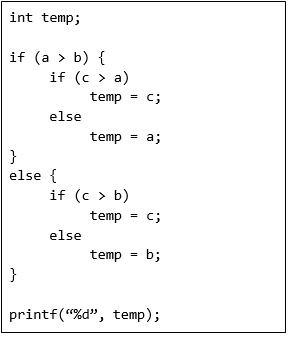 int temp;
if (a > b) {
if (c > a)
temp = c;
else
temp = a;
}
else {
if (c > b)
temp = c;
else
temp = b;
}
printf(“%d”, temp);